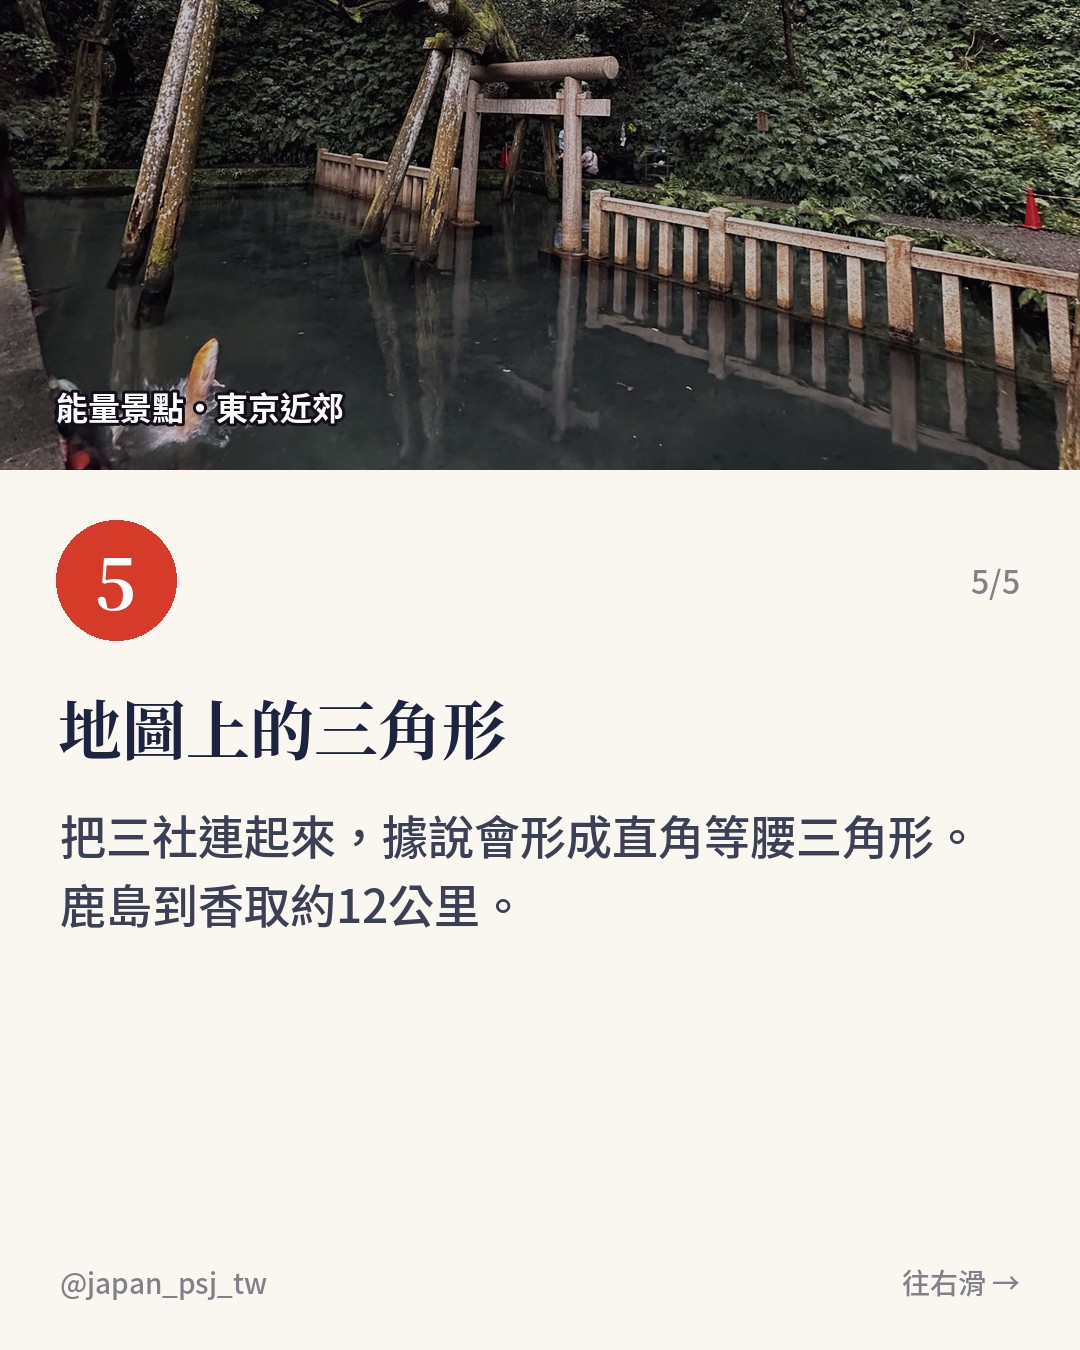 能量景點。東京近郊
5
5/5
地圖上的三角形
把三社連起來，據說會形成直角等腰三角形。
鹿島到香取約12公里。
@japan_psj_tw
往右滑 →